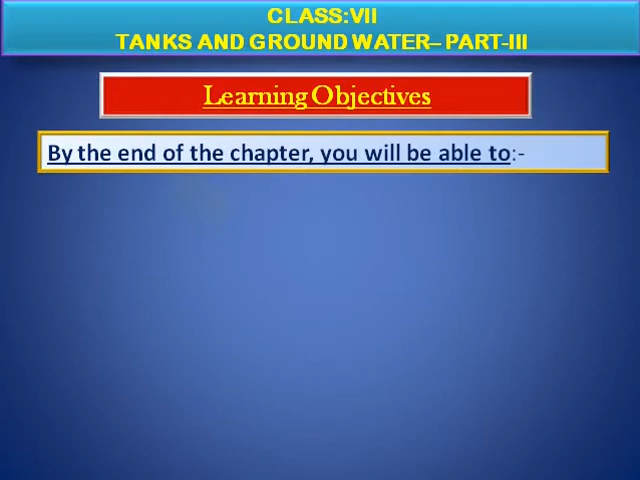 CLASS:VII
TANKS AND GROUND WATER– PART-III
Learning Objectives
By the end of the chapter, you will be able to:-